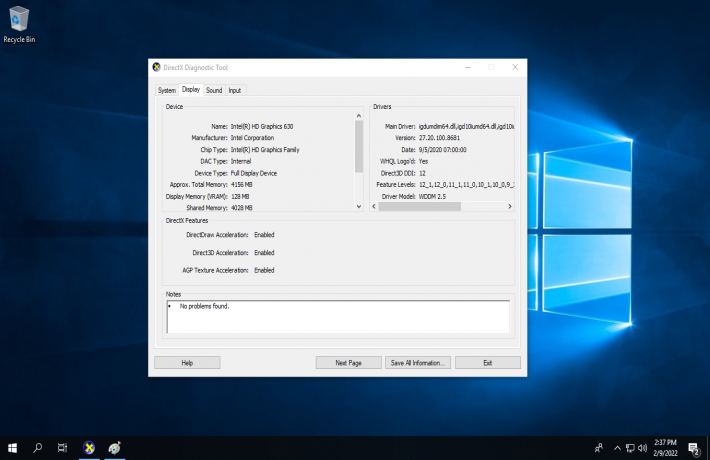 Recycle Bin
DirectX Diagnostic Tool
System Display Sound Input
Device
Name: Intel(R) HD Graphics 630
Manufacturer: Intel Corporation
Chip Type: Intel(R) HD Graphics Family
DAC Type: Internal
Device Type: Full Display Device
Approx. Total Memory: 4156 MB
Display Memory (VRAM): 128 MB
Shared Memory: 4028 MB
Drivers
Main Driver: igdumdim64.dll,igd10iumd64.dll,igd10iu
Version: 27.20.100.8681
Date: 9/5/2020 07:00:00
WHQL Logo'd: Yes
Direct3D DDI: 12
Feature Levels: 12_1,12_0,11_1,11_0,10_1,10_0,9_
Driver Model: WDDM 2.5
DirectX Features
DirectDraw Acceleration: Enabled
Direct3D Acceleration: Enabled
AGP Texture Acceleration: Enabled
Notes
• No problems found.
Help Next Page Save All Information... Exit
2:37 PM
2/9/2022
2